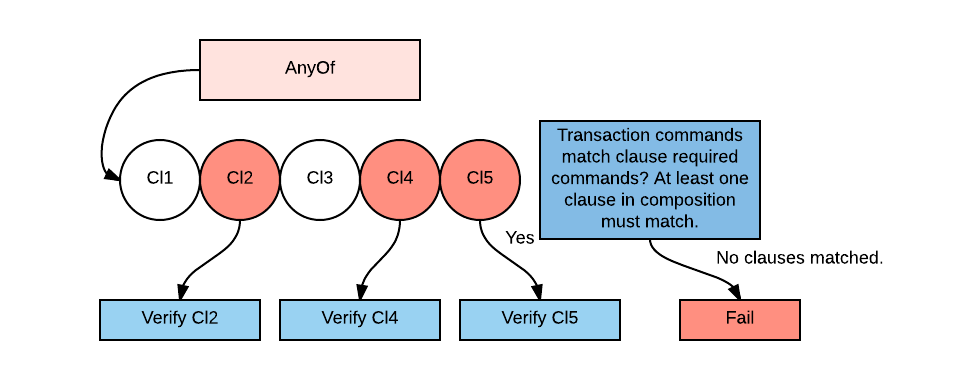 AnyOf
Cl1
Cl2
Cl3
Cl4
Cl5
Transaction commands
match clause required
commands? At least one
clause in composition
must match.
Yes
No clauses matched.
Verify Cl2
Verify Cl4
Verify Cl5
Fail